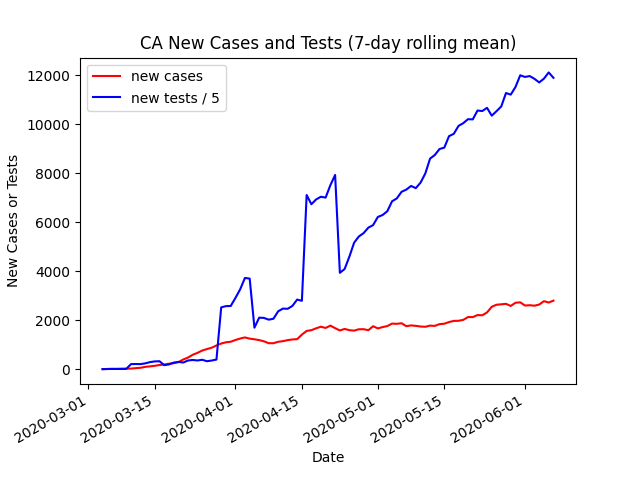 CA New Cases and Tests (7-day rolling mean)
new cases
new tests / 5
12000
10000
8000
6000
4000
2000
0
New Cases or Tests
2020-03-01
2020-03-15
2020-04-01
2020-04-15
2020-05-01
2020-05-15
2020-06-01
Date